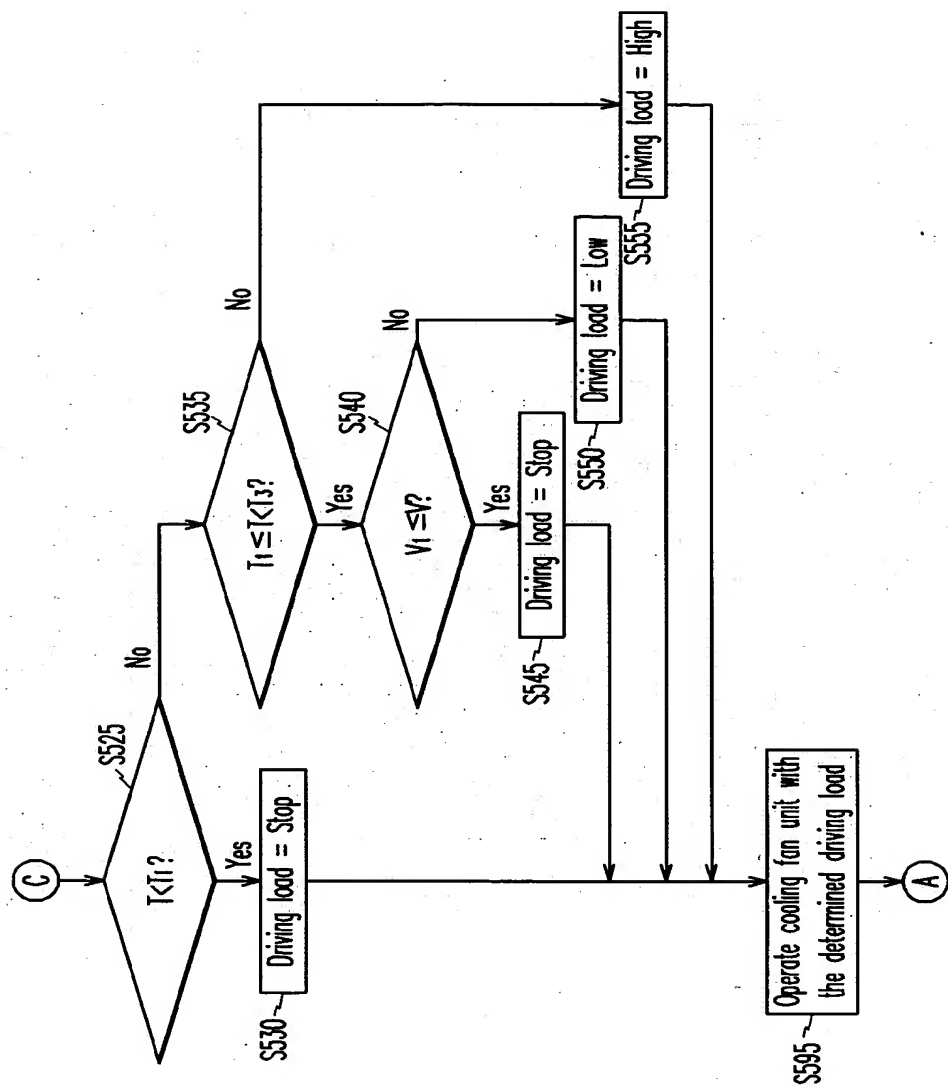 C
T<T1?
S525
No
Yes
Driving load = Stop
S530
T1≤T<T3?
S535
No
Yes
V1≤V?
S540
No
Yes
Driving load = Stop
S545
Driving load = Low
S550
Driving load = High
S555
Operate cooling fan unit with
the determined driving load
S595
A